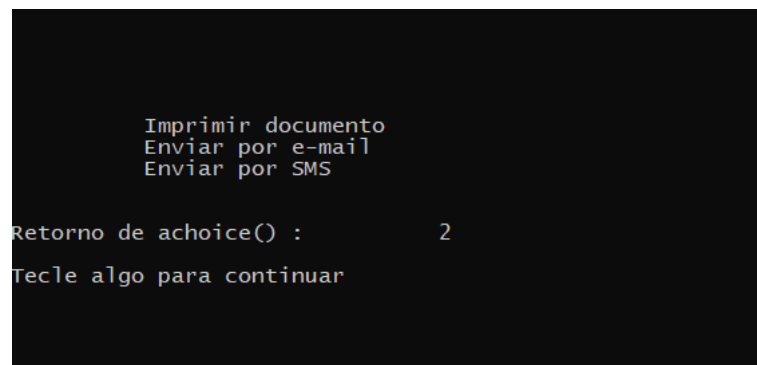 Imprimir documento
Enviar por e-mail
Enviar por SMS
Retorno de achoice() : 2
Tecle algo para continuar